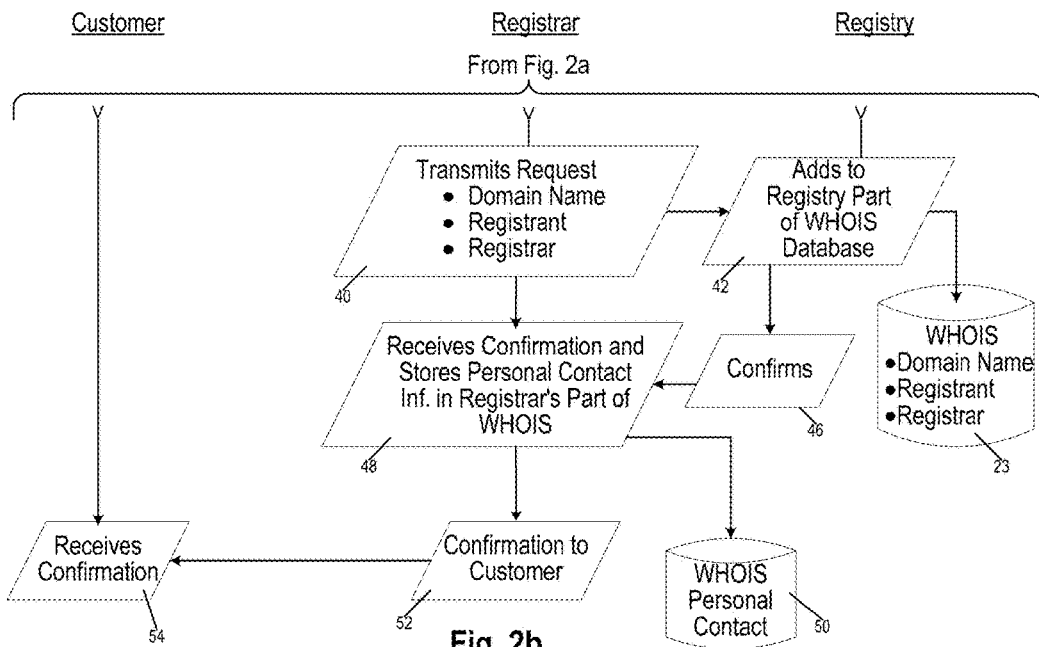 Customer
Registrar
Registry
From Fig. 2a
Transmits Request
● Domain Name
● Registrant
● Registrar
40
Adds to
Registry Part
of WHOIS
Database
42
Receives Confirmation and
Stores Personal Contact
Inf. in Registrar's Part of
WHOIS
48
Confirms
46
WHOIS
●Domain Name
●Registrant
●Registrar
23
Receives
Confirmation
54
Confirmation to
Customer
52
WHOIS
Personal
Contact
50
Fig. 2b